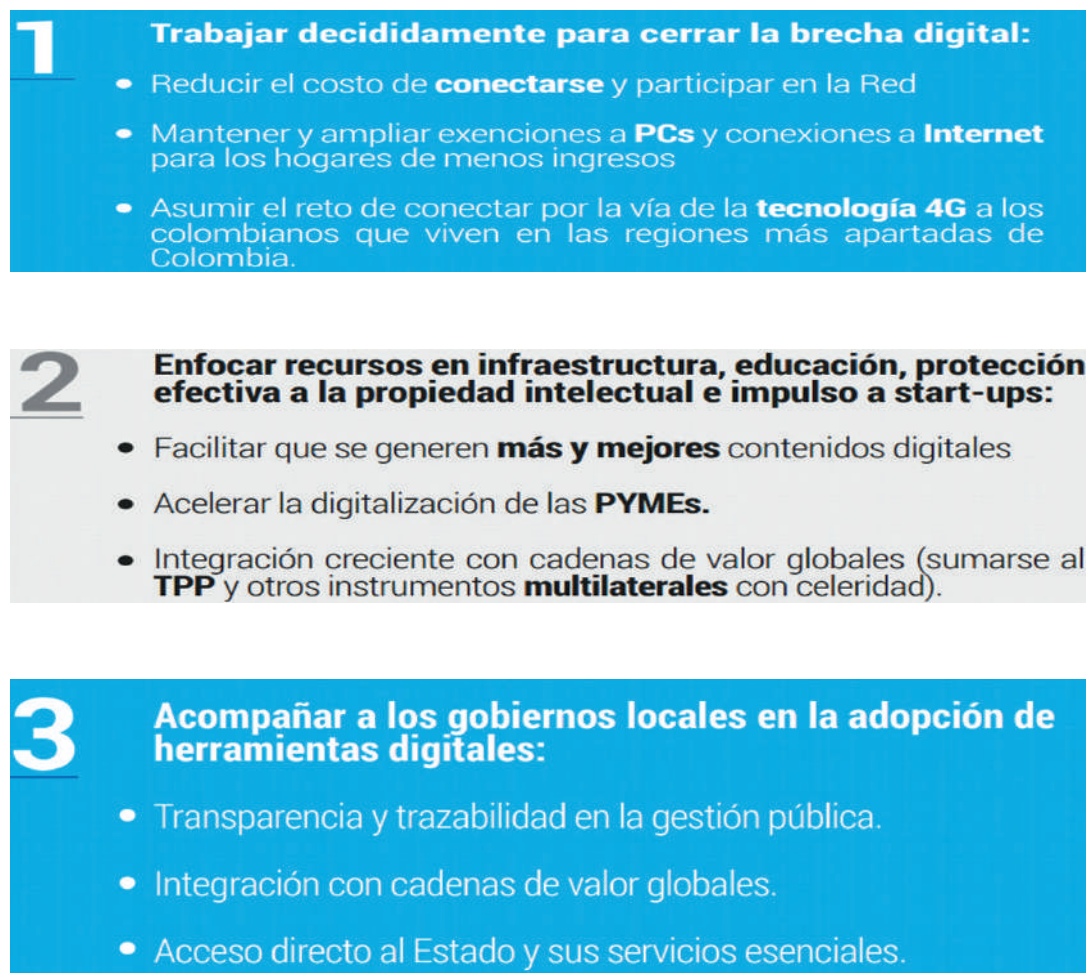 1
Trabajar decididamente para cerrar la brecha digital:
• Reducir el costo de conectarse y participar en la Red
• Mantener y ampliar exenciones a PCs y conexiones a Internet
para los hogares de menos ingresos
• Asumir el reto de conectar por la vía de la tecnología 4G a los
colombianos que viven en las regiones más apartadas de
Colombia.
2
Enfocar recursos en infraestructura, educación, protección
efectiva a la propiedad intelectual e impulso a start-ups:
• Facilitar que se generen más y mejores contenidos digitales
• Acelerar la digitalización de las PYMEs.
• Integración creciente con cadenas de valor globales (sumarse al
TPP y otros instrumentos multilaterales con celeridad).
3
Acompañar a los gobiernos locales en la adopción de
herramientas digitales:
• Transparencia y trazabilidad en la gestión pública.
• Integración con cadenas de valor globales.
• Acceso directo al Estado y sus servicios esenciales.